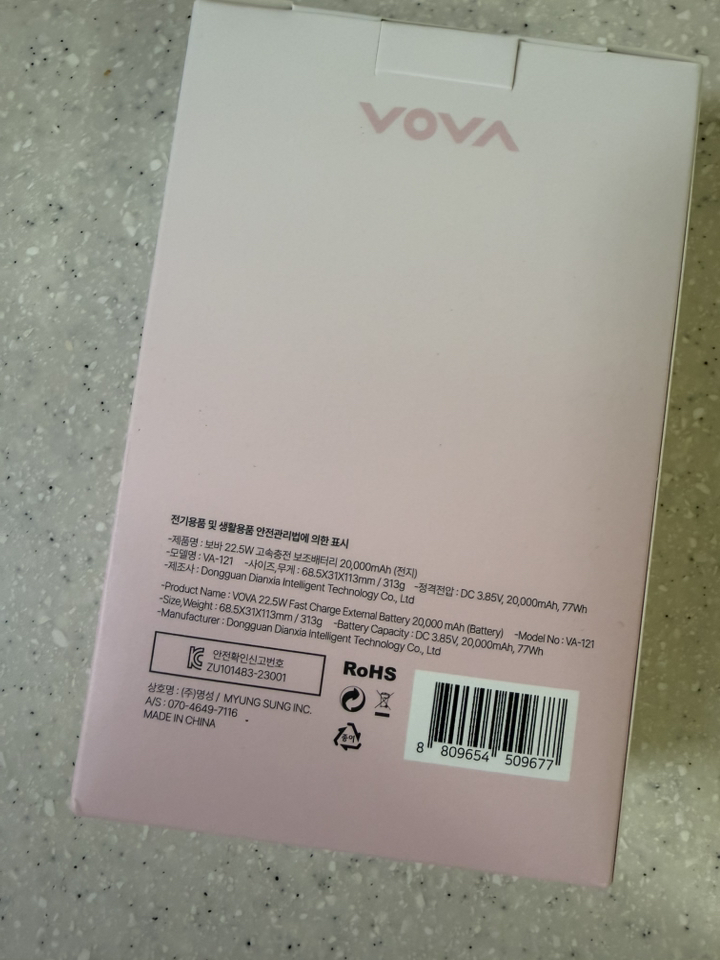 VOVA
전기용품 및 생활용품 안전관리법에 의한 표시
-제품명 : 보바 22.5W 고속충전 보조배터리 20,000mAh (전지)
-모델명 : VA-121 -사이즈,무게 : 68.5X31X113mm / 313g -정격전압 : DC 3.85V, 20,000mAh, 77Wh
-제조사 : Dongguan Dianxia Intelligent Technology Co., Ltd
-Product Name : VOVA 22.5W Fast Charge External Battery 20,000 mAh (Battery) -Model No : VA-121
-Size,Weight : 68.5X31X113mm / 313g -Battery Capacity : DC 3.85V, 20,000mAh, 77Wh
-Manufacturer : Dongguan Dianxia Intelligent Technology Co., Ltd
안전확인신고번호
ZU101483-23001
상호명 : (주)명성 / MYUNG SUNG INC.
A/S : 070-4649-7116
MADE IN CHINA
RoHS
종이
8 809654 509677